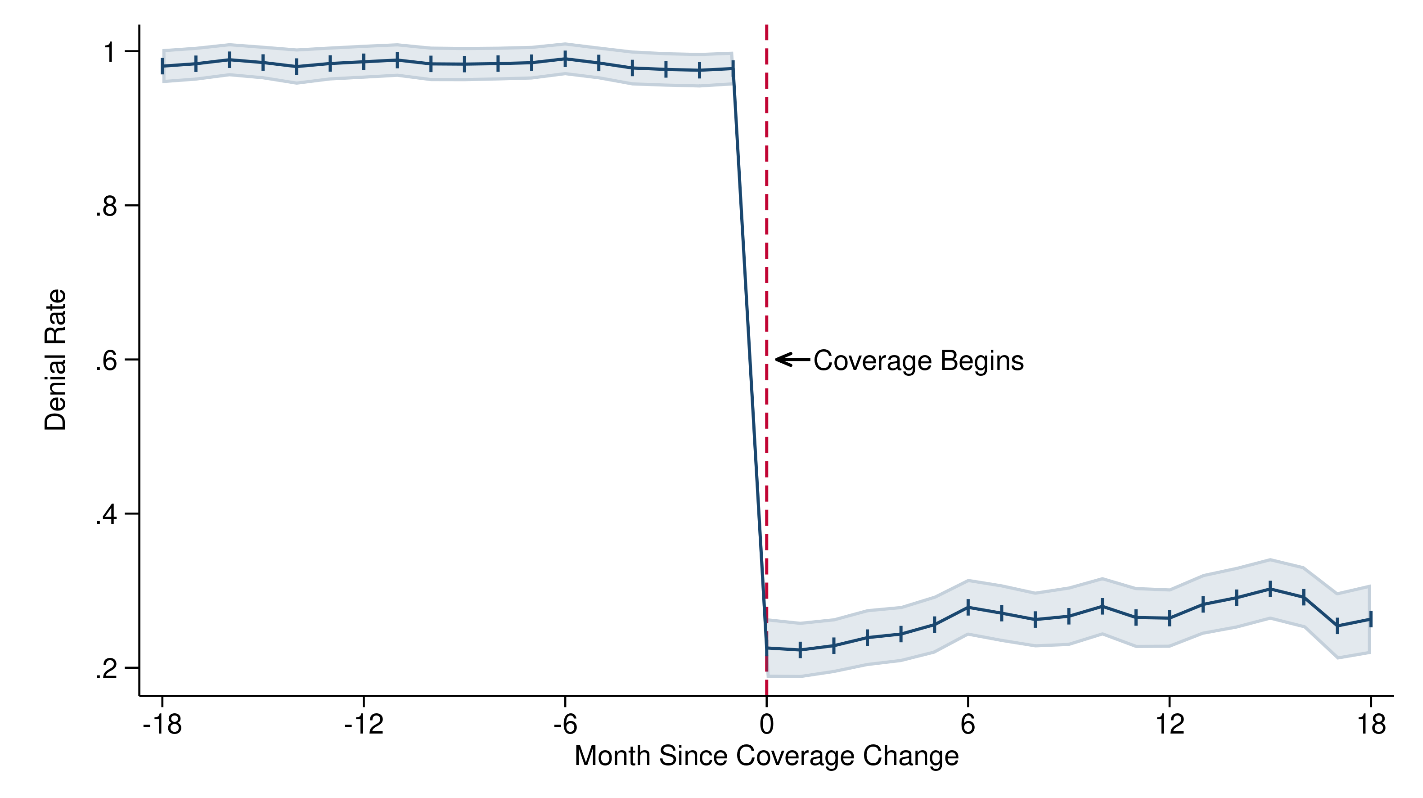 1
.8
.6
.4
.2
Denial Rate
Coverage Begins
-18 -12 -6 0 6 12 18
Month Since Coverage Change